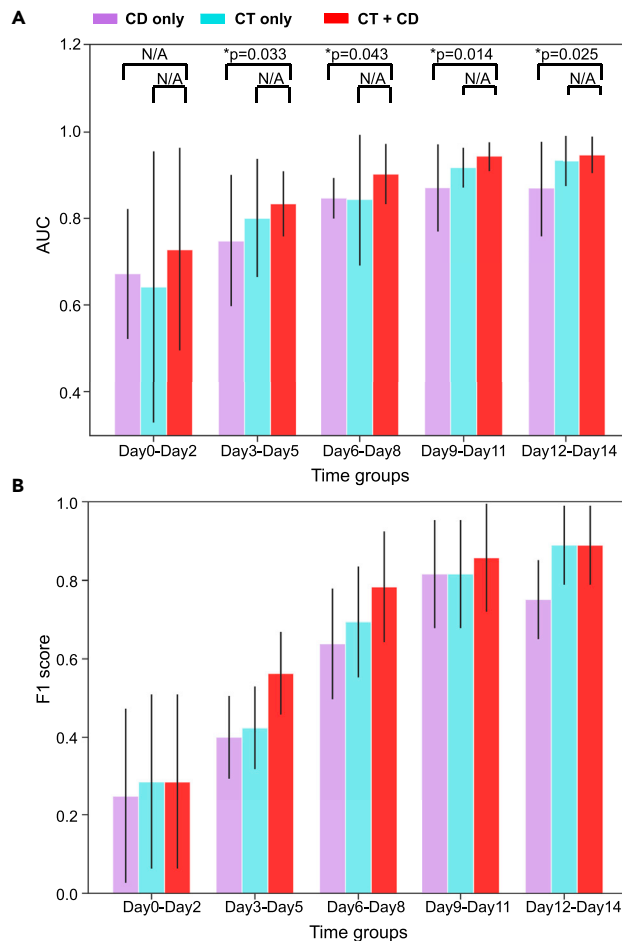 A
CD only CT only CT + CD
1.2
1.0
0.8
0.6
0.4
AUC
N/A *p=0.033 *p=0.043 *p=0.014 *p=0.025
N/A N/A N/A N/A N/A
Day0-Day2 Day3-Day5 Day6-Day8 Day9-Day11 Day12-Day14
Time groups
B
1.0
0.8
0.6
0.4
0.2
0.0
F1 score
Day0-Day2 Day3-Day5 Day6-Day8 Day9-Day11 Day12-Day14
Time groups